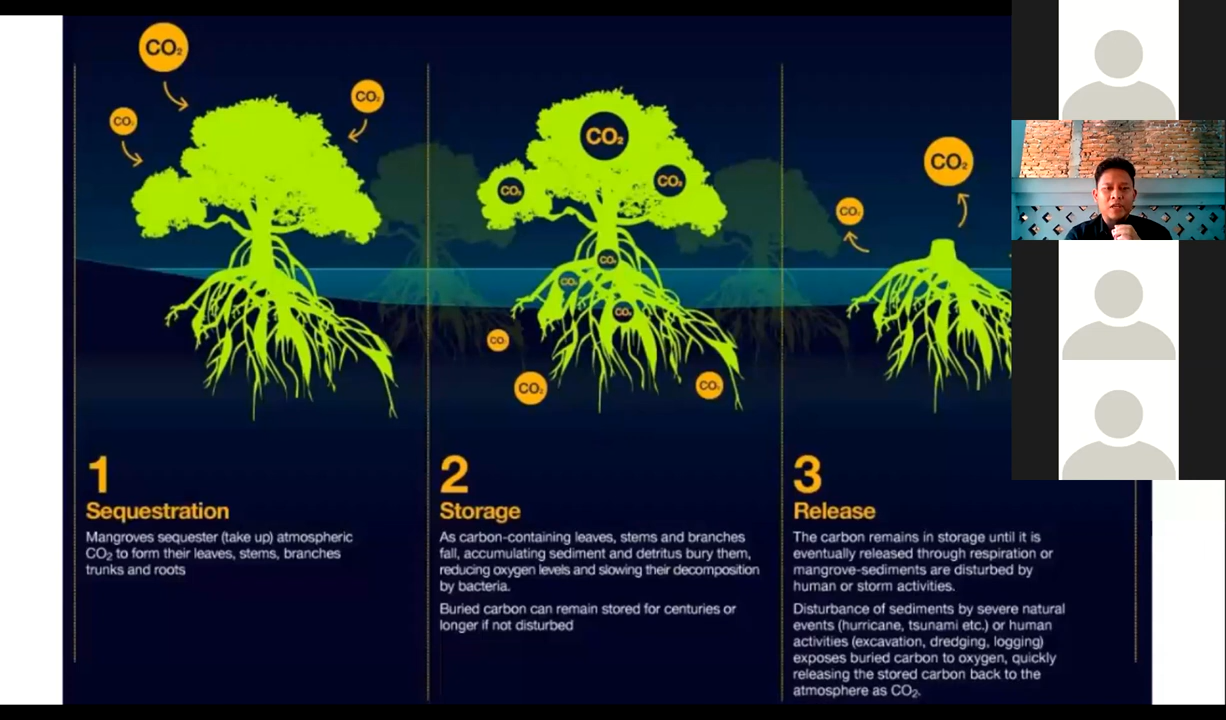 CO₂
CO₂
CO₂
CO₂
CO₂
CO₂
CO₂
CO₂
CO₂
CO₂
CO₂
CO₂
CO₂
CO₂
1
Sequestration
Mangroves sequester (take up) atmospheric
CO₂ to form their leaves, stems, branches
trunks and roots
2
Storage
As carbon-containing leaves, stems and branches
fall, accumulating sediment and detritus bury them,
reducing oxygen levels and slowing their decomposition
by bacteria.
Buried carbon can remain stored for centuries or
longer if not disturbed
3
Release
The carbon remains in storage until it is
eventually released through respiration or
mangrove-sediments are disturbed by
human or storm activities.
Disturbance of sediments by severe natural
events (hurricane, tsunami etc.) or human
activities (excavation, dredging, logging)
exposes buried carbon to oxygen, quickly
releasing the stored carbon back to the
atmosphere as CO₂.